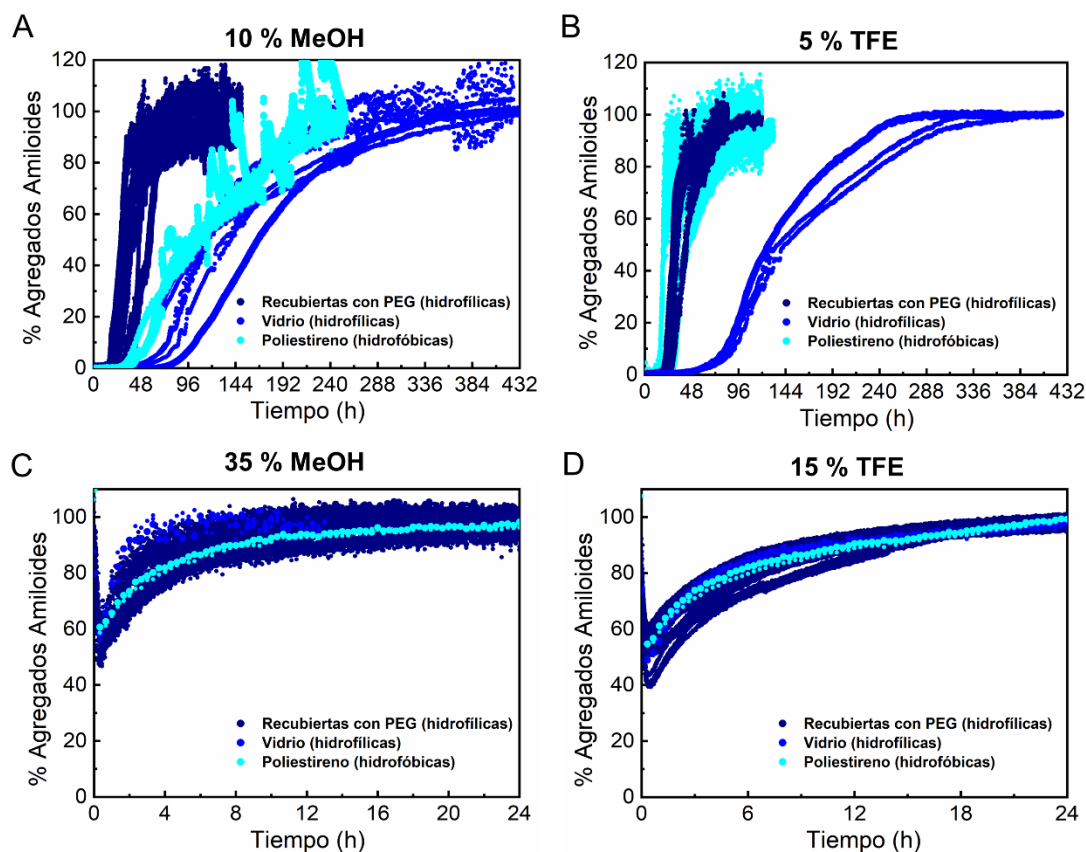 A
10 % MeOH
% Agregados Amiloides
120
100
80
60
40
20
0
Recubiertas con PEG (hidrofílicas)
Vidrio (hidrofílicas)
Poliestireno (hidrofóbicas)
0 48 96 144 192 240 288 336 384 432
Tiempo (h)
B
5 % TFE
% Agregados Amiloides
120
100
80
60
40
20
0
Recubiertas con PEG (hidrofílicas)
Vidrio (hidrofílicas)
Poliestireno (hidrofóbicas)
0 48 96 144 192 240 288 336 384 432
Tiempo (h)
C
35 % MeOH
% Agregados Amiloides
100
80
60
40
20
0
Recubiertas con PEG (hidrofílicas)
Vidrio (hidrofílicas)
Poliestireno (hidrofóbicas)
0 4 8 12 16 20 24
Tiempo (h)
D
15 % TFE
% Agregados Amiloides
100
80
60
40
20
0
Recubiertas con PEG (hidrofílicas)
Vidrio (hidrofílicas)
Poliestireno (hidrofóbicas)
0 6 12 18 24
Tiempo (h)